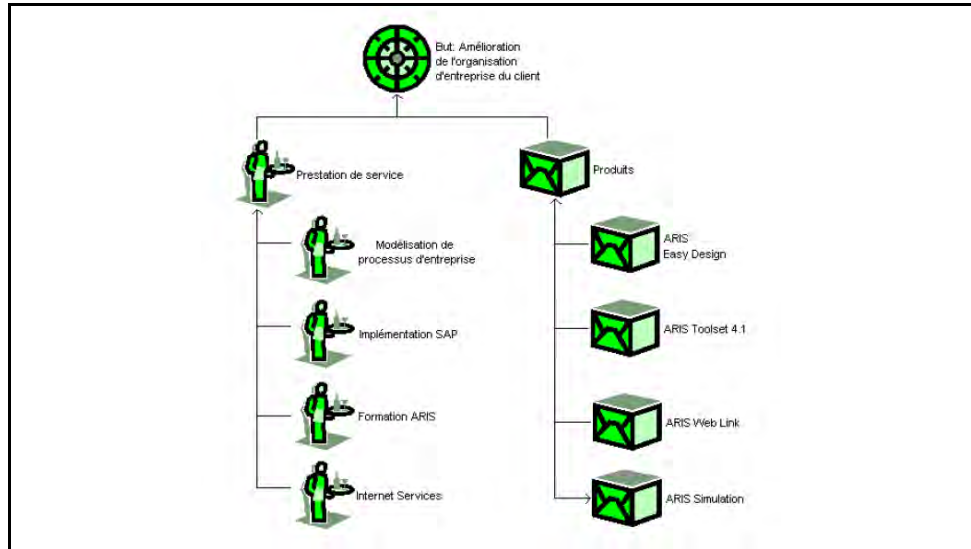 But: Amélioration
de l'organisation
d'entreprise du client
Prestation de service
Produits
Modélisation de
processus d'entreprise
ARIS
Easy Design
Implémentation SAP
ARIS Toolset 4.1
Formation ARIS
ARIS Web Link
Internet Services
ARIS Simulation